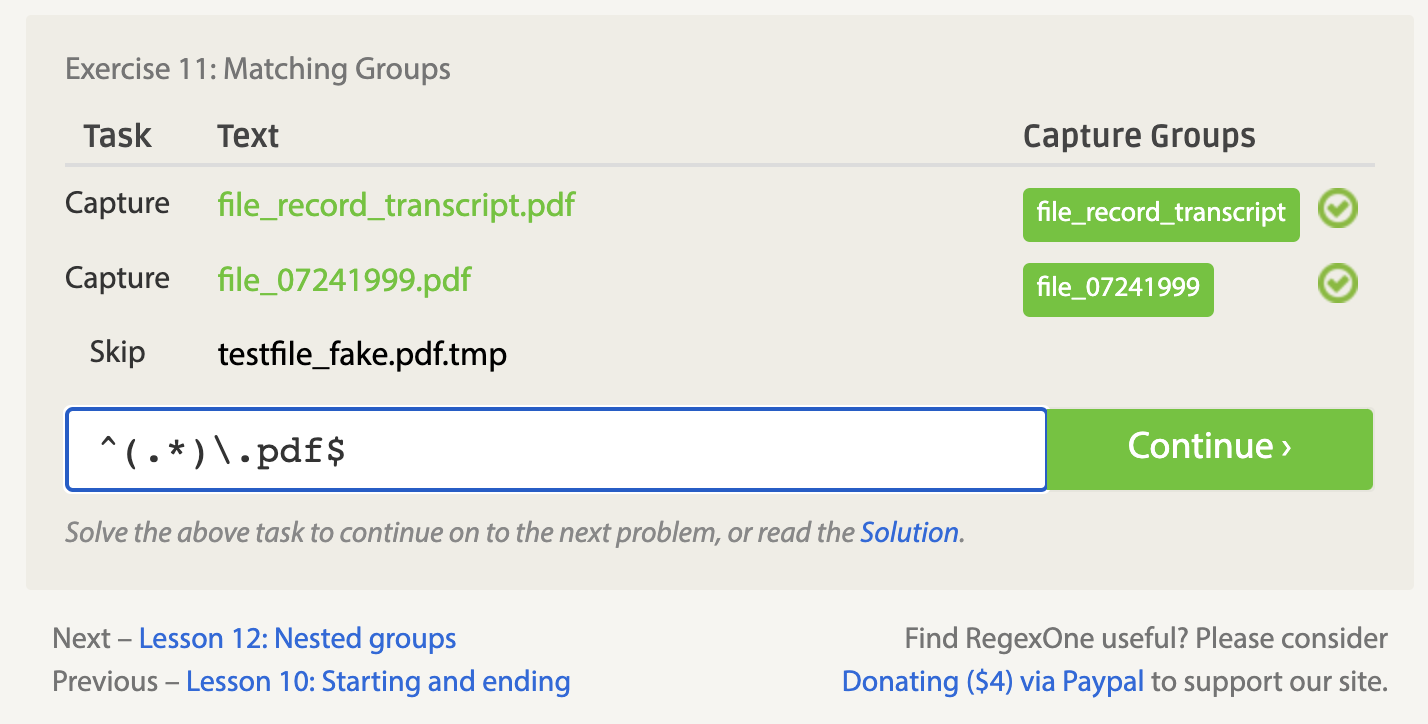 Exercise 11: Matching Groups
Task Text Capture Groups
Capture file_record_transcript.pdf file_record_transcript
Capture file_07241999.pdf file_07241999
Skip testfile_fake.pdf.tmp
^(.*)\.pdf$ Continue ›
Solve the above task to continue on to the next problem, or read the Solution.
Next – Lesson 12: Nested groups
Previous – Lesson 10: Starting and ending
Find RegexOne useful? Please consider
Donating ($4) via Paypal to support our site.